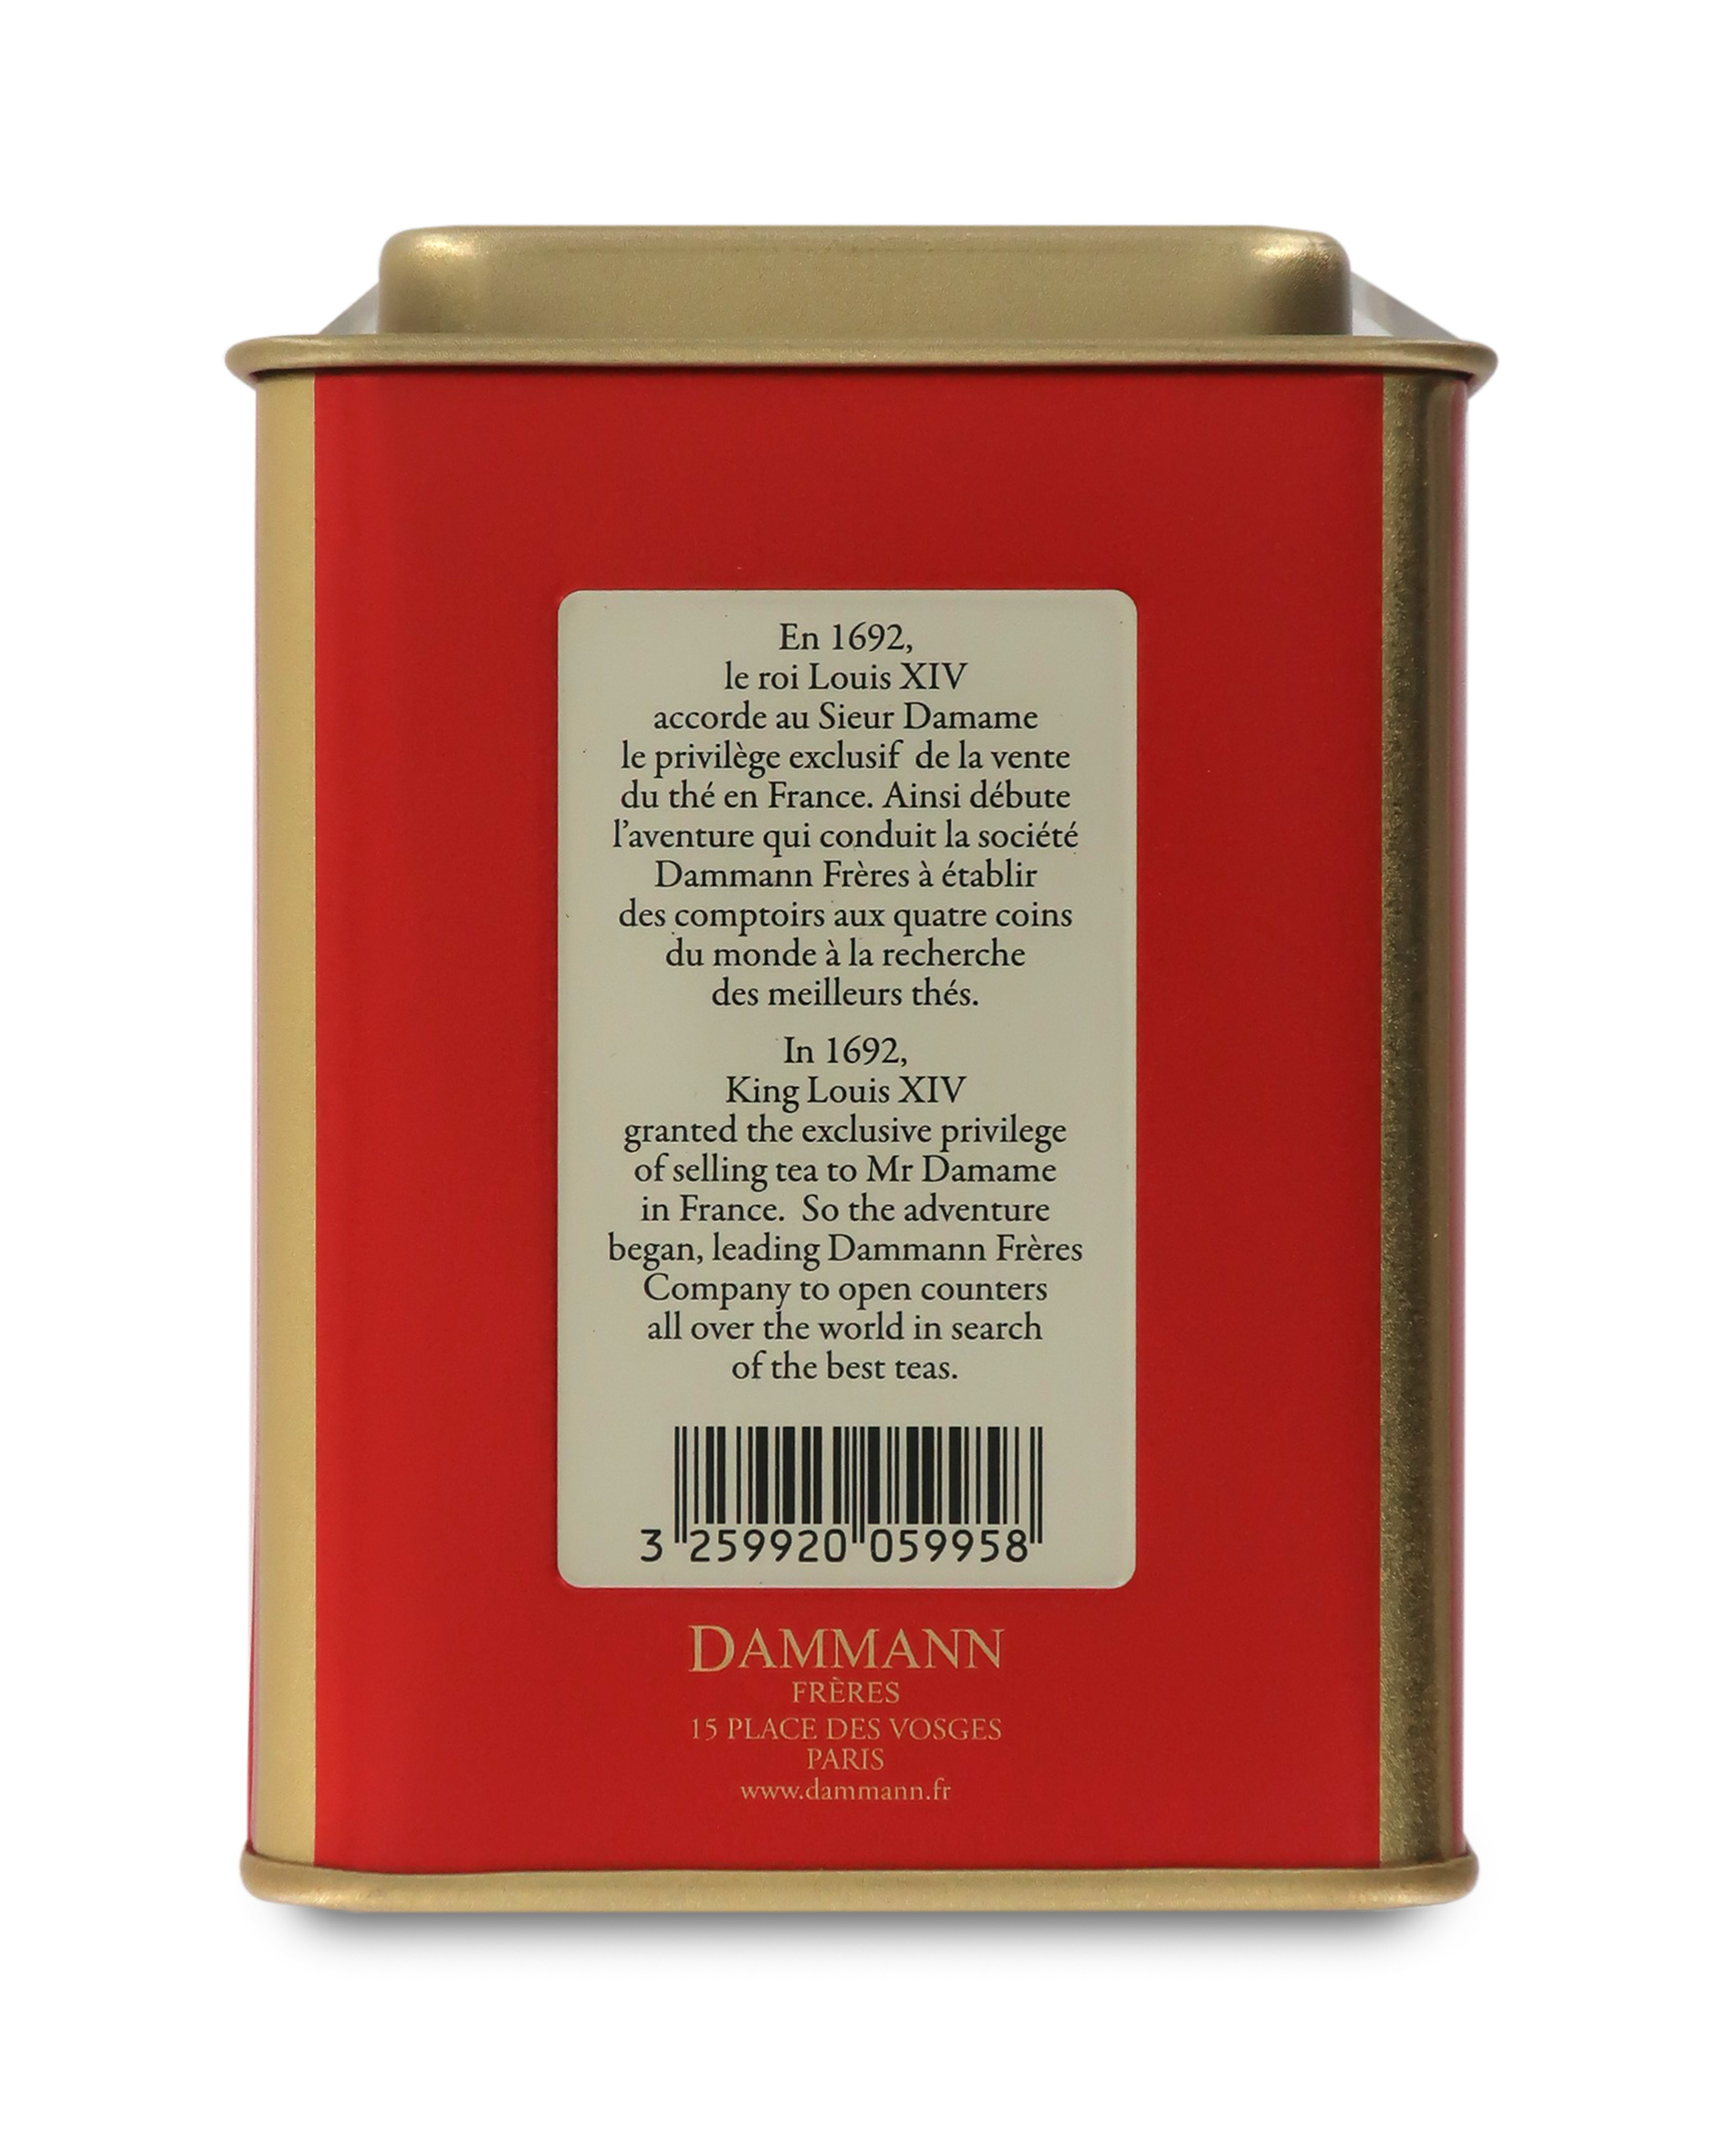 En 1692,
le roi Louis XIV
accorde au Sieur Damame
le privilège exclusif de la vente
du thé en France. Ainsi débute
l'aventure qui conduit la société
Dammann Frères à établir
des comptoirs aux quatre coins
du monde à la recherche
des meilleurs thés.
In 1692,
King Louis XIV
granted the exclusive privilege
of selling tea to Mr Damame
in France. So the adventure
began, leading Dammann Frères
Company to open counters
all over the world in search
of the best teas.
3 259920 059958
DAMMANN
FRÈRES
15 PLACE DES VOSGES
PARIS
www.dammann.fr